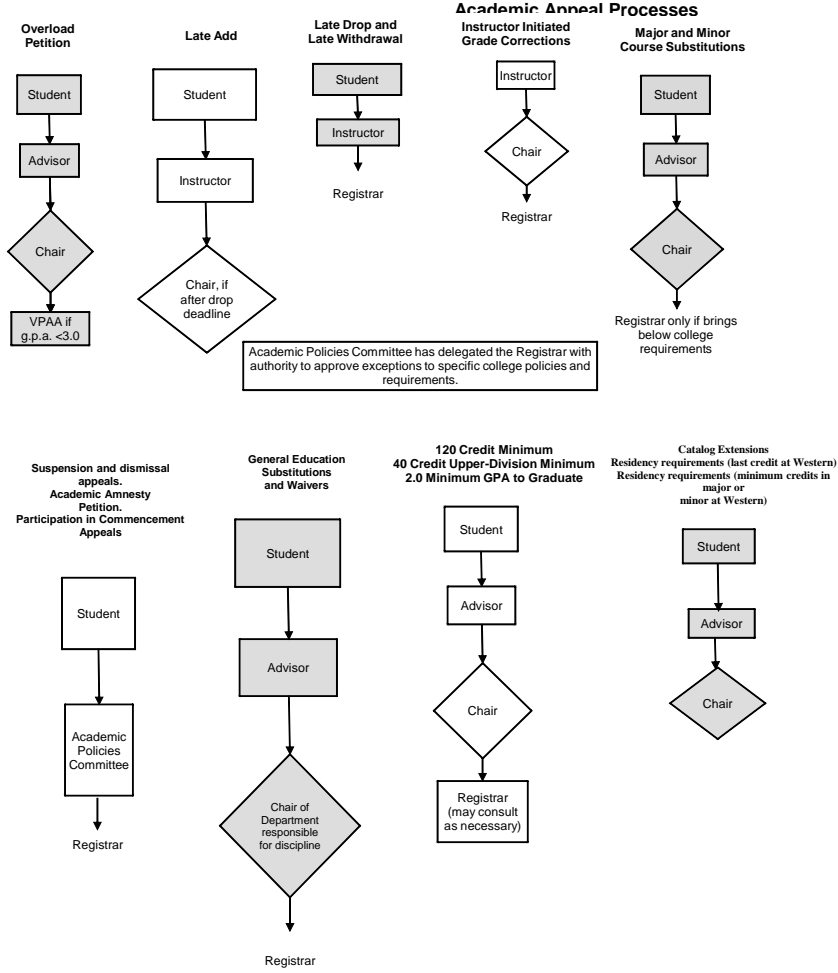 Academic Appeal Processes
Overload
Petition
Student
Advisor
Chair
VPAA if
g.p.a. <3.0
Late Add
Student
Instructor
Chair, if
after drop
deadline
Late Drop and
Late Withdrawal
Student
Instructor
Registrar
Instructor Initiated
Grade Corrections
Instructor
Chair
Registrar
Major and Minor
Course Substitutions
Student
Advisor
Chair
Registrar only if brings
below college
requirements
Academic Policies Committee has delegated the Registrar with
authority to approve exceptions to specific college policies and
requirements.
Suspension and dismissal
appeals.
Academic Amnesty
Petition.
Participation in Commencement
Appeals
Student
Academic
Policies
Committee
Registrar
General Education
Substitutions
and Waivers
Student
Advisor
Chair of
Department
responsible
for discipline
Registrar
120 Credit Minimum
40 Credit Upper-Division Minimum
2.0 Minimum GPA to Graduate
Student
Advisor
Chair
Registrar
(may consult
as necessary)
Catalog Extensions
Residency requirements (last credit at Western)
Residency requirements (minimum credits in
major or
minor at Western)
Student
Advisor
Chair